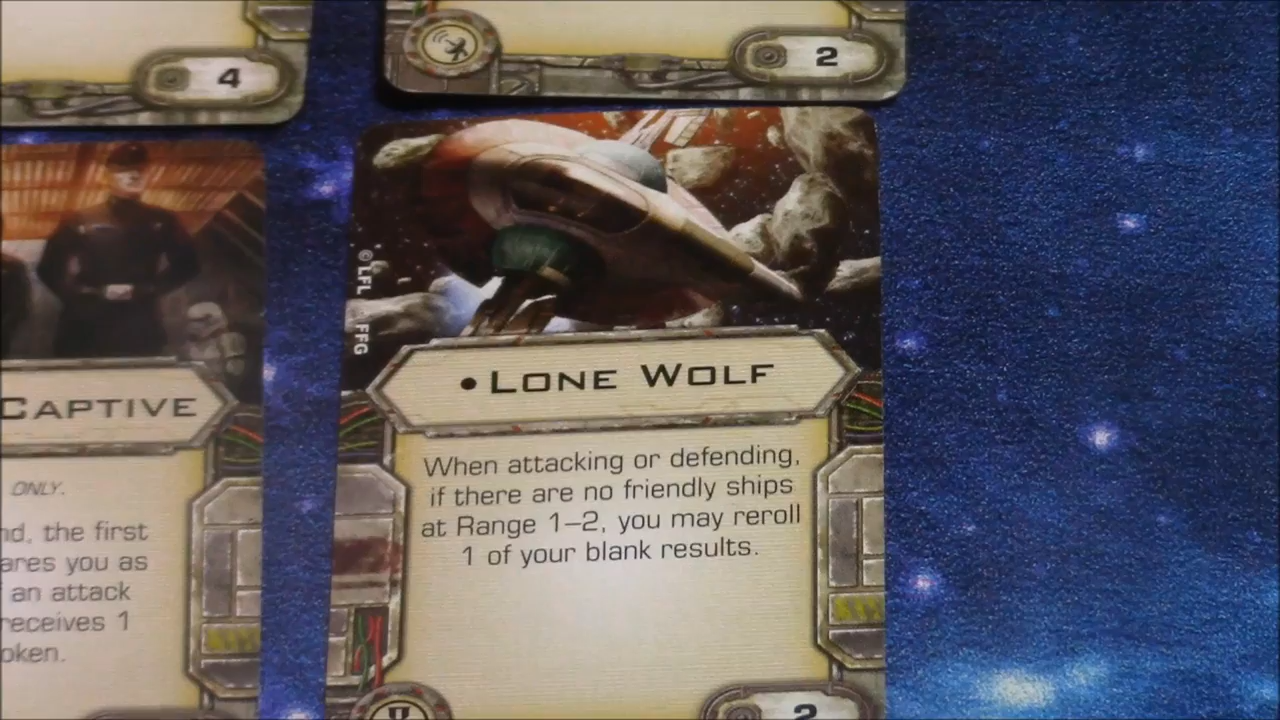 4
2
© LFL FFG
CAPTIVE
ONLY.
nd, the first
ares you as
an attack
receives 1
oken.
• LONE WOLF
When attacking or defending,
if there are no friendly ships
at Range 1–2, you may reroll
1 of your blank results.
2